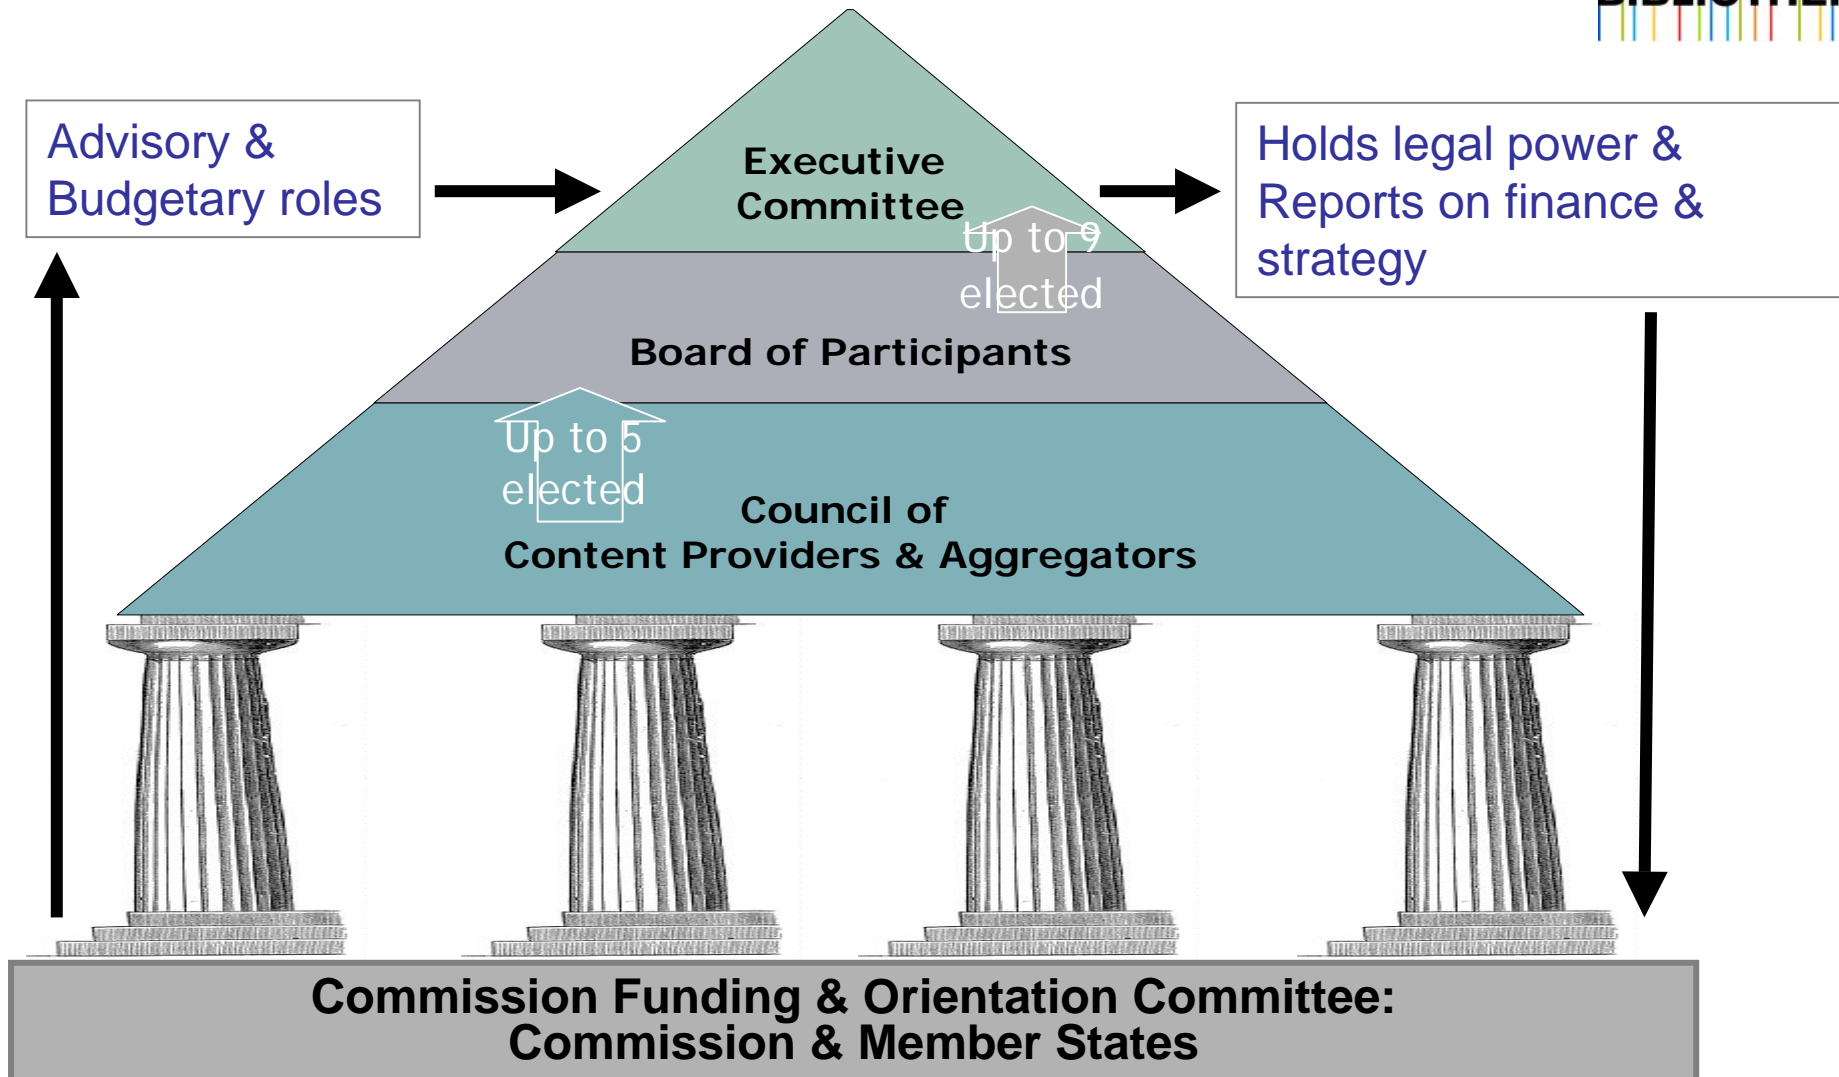 Advisory &
Budgetary roles
Executive
Committee
Holds legal power &
Reports on finance &
strategy
Up to 9
elected
Board of Participants
Up to 5
elected
Council of
Content Providers & Aggregators
Commission Funding & Orientation Committee:
Commission & Member States